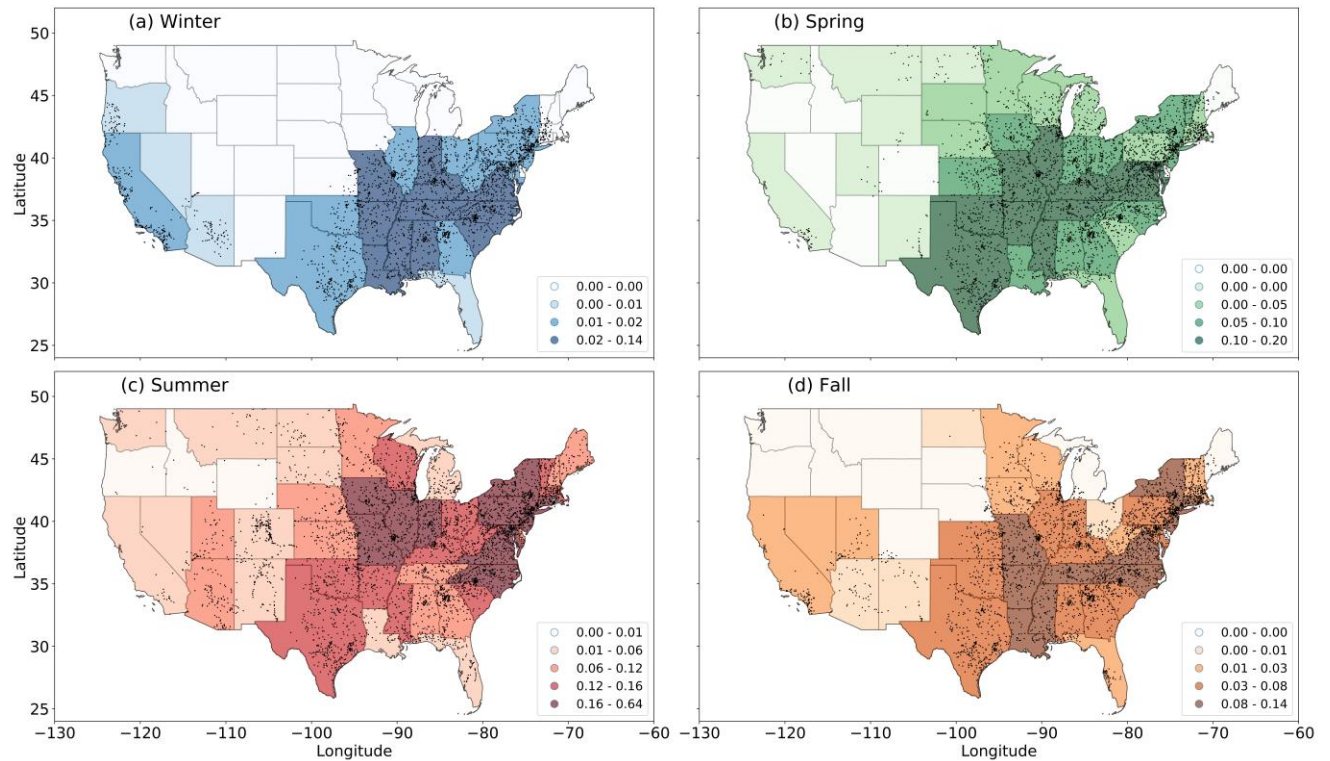 (a) Winter
(b) Spring
50
45
40
35
30
25
Latitude
0.00 - 0.00
0.00 - 0.01
0.01 - 0.02
0.02 - 0.14
0.00 - 0.00
0.00 - 0.00
0.00 - 0.05
0.05 - 0.10
0.10 - 0.20
(c) Summer
(d) Fall
50
45
40
35
30
25
Latitude
0.00 - 0.01
0.01 - 0.06
0.06 - 0.12
0.12 - 0.16
0.16 - 0.64
0.00 - 0.00
0.00 - 0.01
0.01 - 0.03
0.03 - 0.08
0.08 - 0.14
−130 −120 −110 −100 −90 −80 −70
−130 −120 −110 −100 −90 −80 −70 −60
Longitude
Longitude